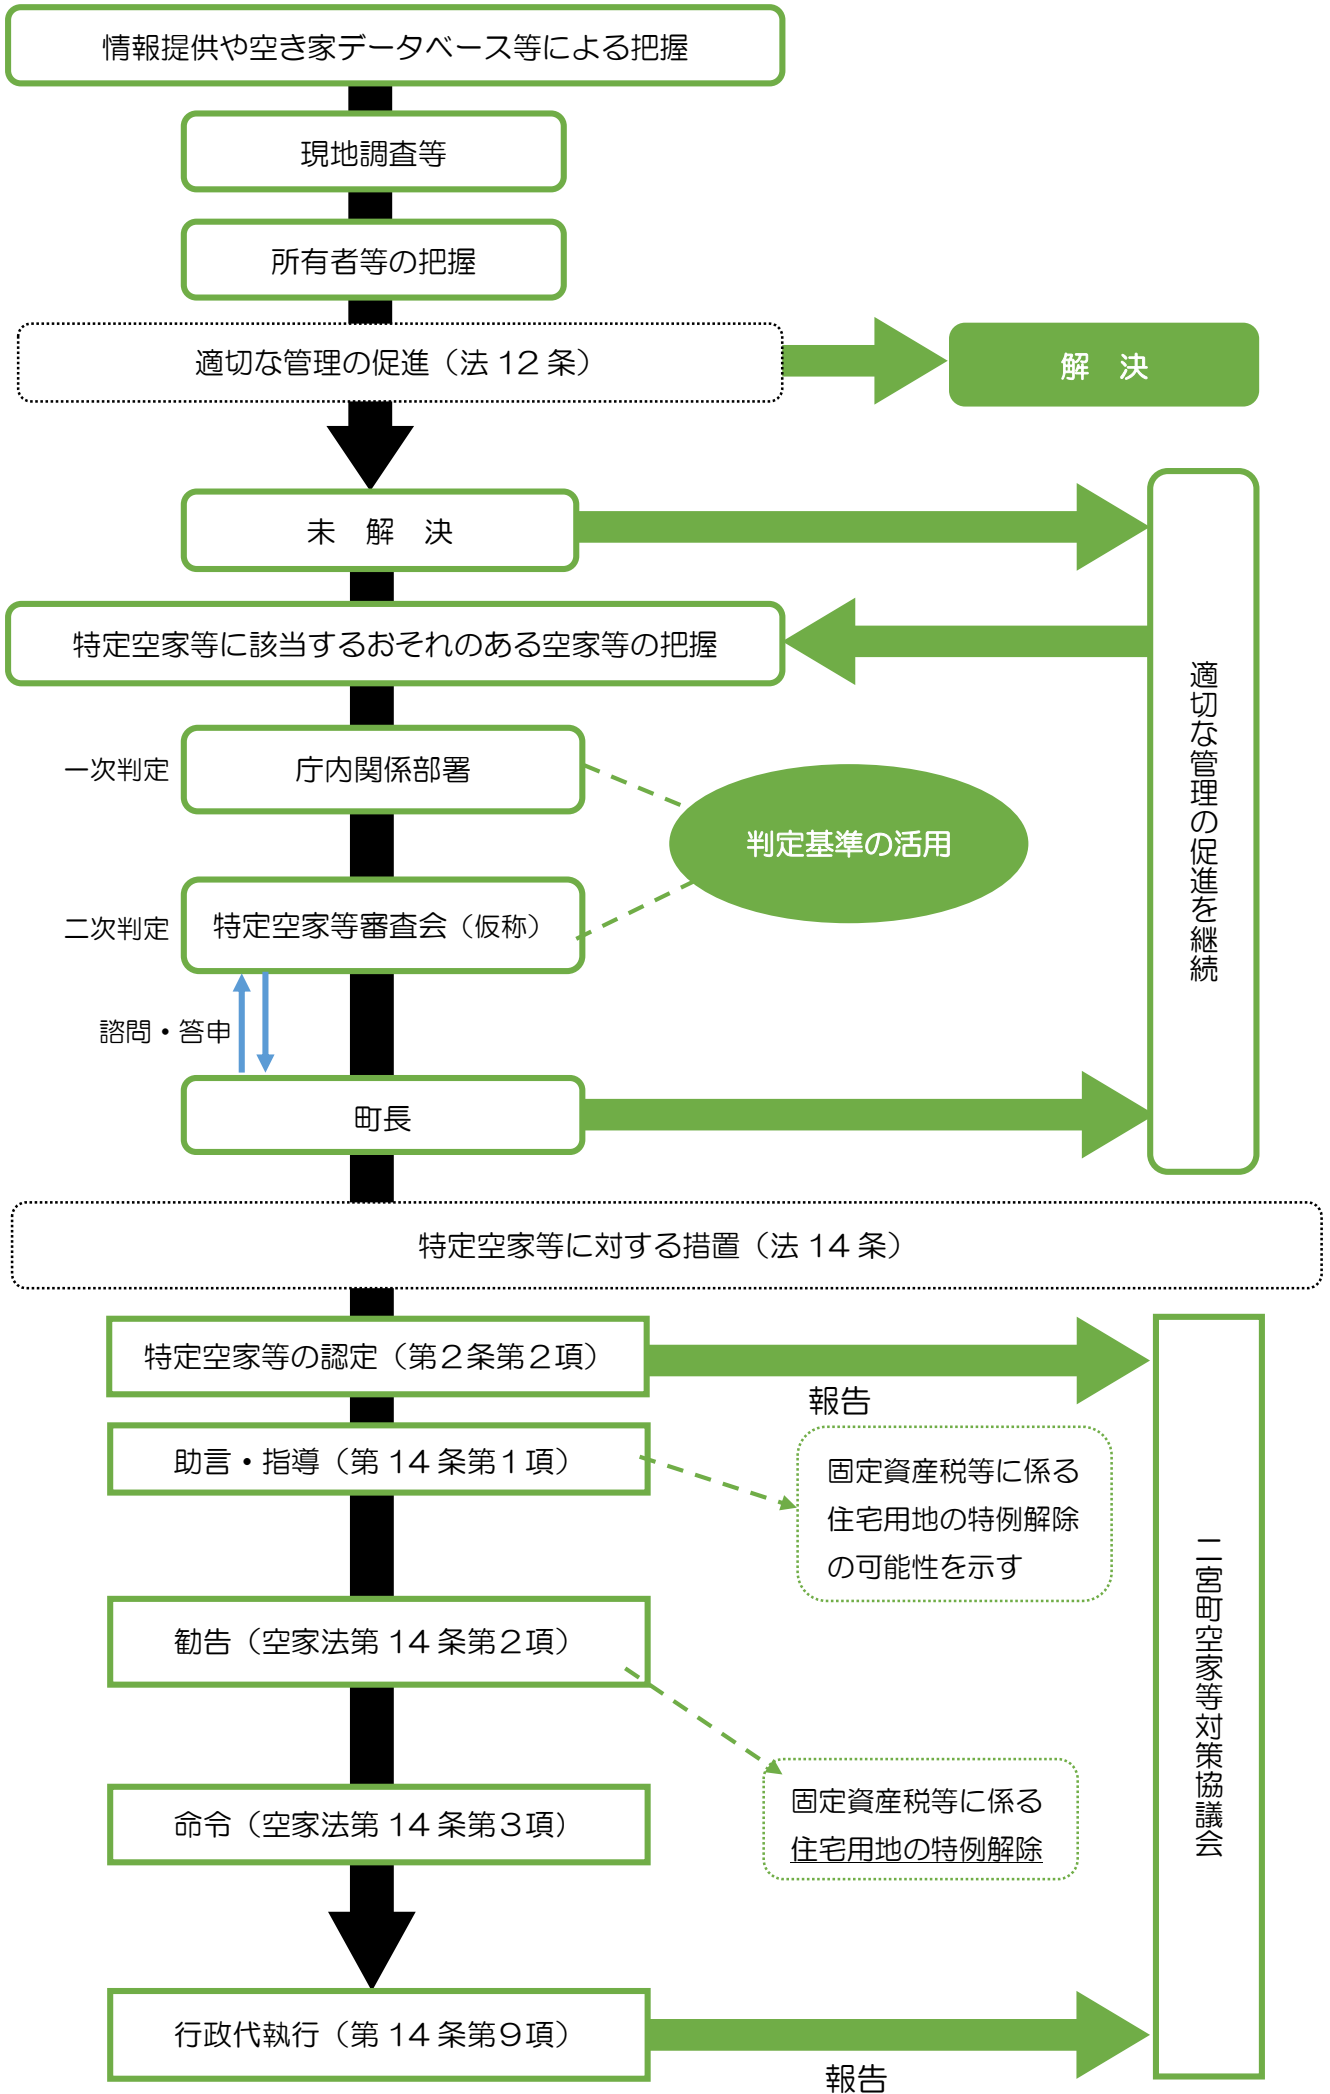 情報提供や空き家データベース等による把握
現地調査等
所有者等の把握
適切な管理の促進（法 12 条）
解　決
未　解　決
特定空家等に該当するおそれのある空家等の把握
適切な管理の促進を継続
一次判定
庁内関係部署
判定基準の活用
二次判定
特定空家等審査会（仮称）
諮問・答申
町長
特定空家等に対する措置（法 14 条）
特定空家等の認定（第２条第２項）
報告
助言・指導（第 14 条第１項）
固定資産税等に係る
住宅用地の特例解除
の可能性を示す
勧告（空家法第 14 条第２項）
固定資産税等に係る
住宅用地の特例解除
命令（空家法第 14 条第３項）
二宮町空家等対策協議会
行政代執行（第 14 条第９項）
報告